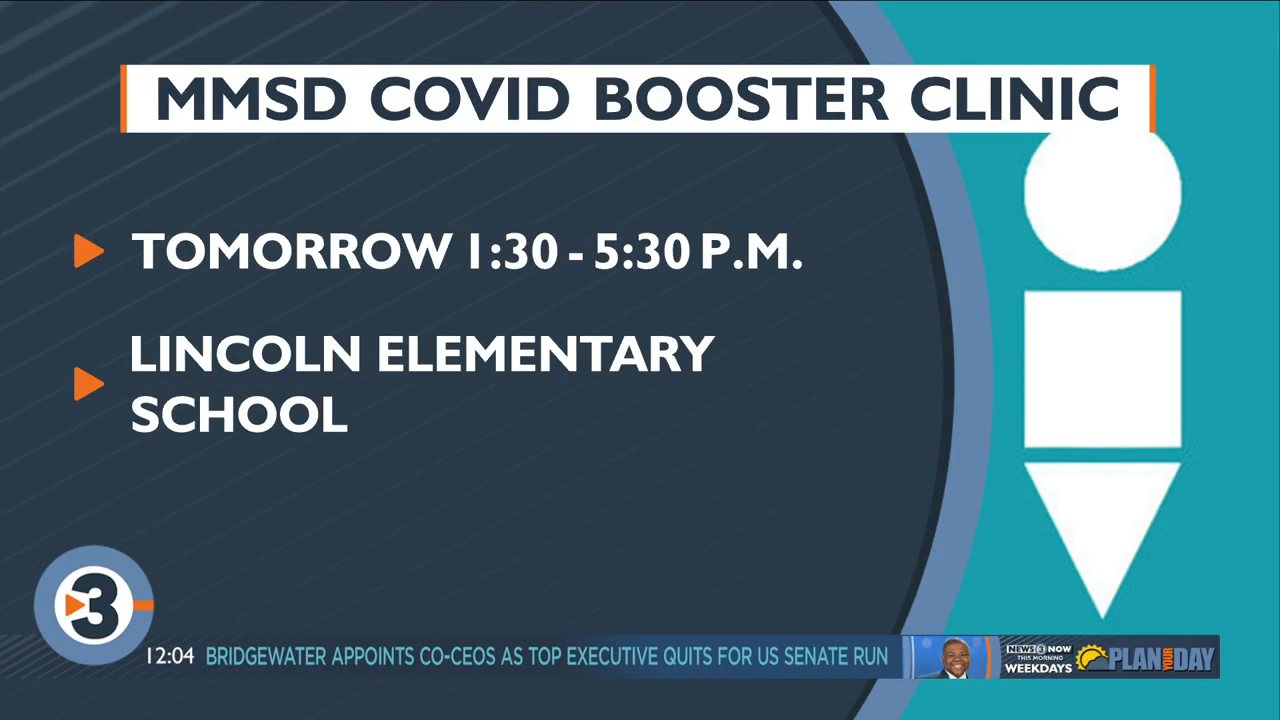 MMSD COVID BOOSTER CLINIC
TOMORROW 1:30 - 5:30 P.M.
LINCOLN ELEMENTARY
SCHOOL
3
12:04 BRIDGEWATER APPOINTS CO-CEOS AS TOP EXECUTIVE QUITS FOR US SENATE RUN
NEWS 3 NOW
THIS MORNING
WEEKDAYS
PLAN YOUR DAY